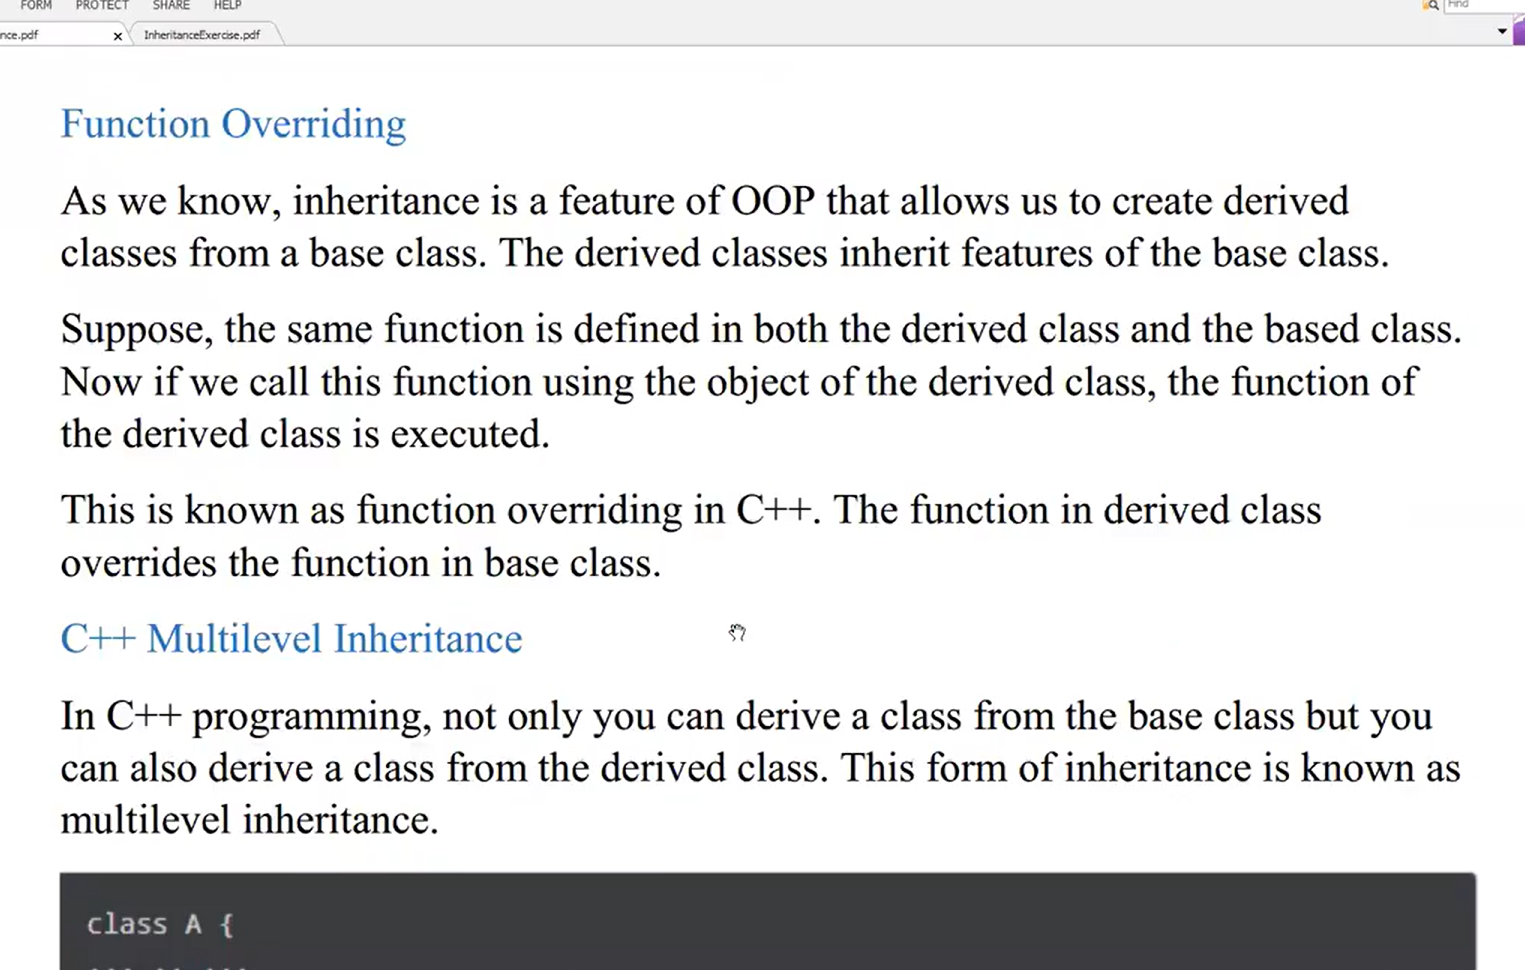 FORM PROTECT SHARE HELP
Find
nce.pdf x InheritanceExercise.pdf
Function Overriding
As we know, inheritance is a feature of OOP that allows us to create derived
classes from a base class. The derived classes inherit features of the base class.
Suppose, the same function is defined in both the derived class and the based class.
Now if we call this function using the object of the derived class, the function of
the derived class is executed.
This is known as function overriding in C++. The function in derived class
overrides the function in base class.
C++ Multilevel Inheritance
In C++ programming, not only you can derive a class from the base class but you
can also derive a class from the derived class. This form of inheritance is known as
multilevel inheritance.
class A {